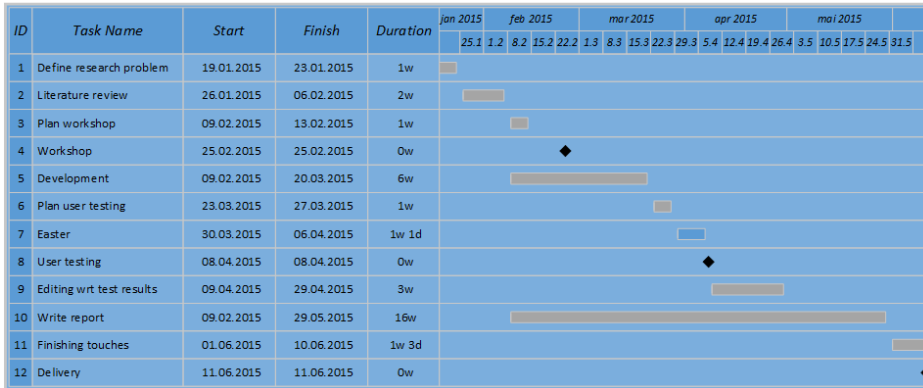 ID Task Name Start Finish Duration jan 2015 feb 2015 mar 2015 apr 2015 mai 2015
25.1 1.2 8.2 15.2 22.2 1.3 8.3 15.3 22.3 29.3 5.4 12.4 19.4 26.4 3.5 10.5 17.5 24.5 31.5
1 Define research problem 19.01.2015 23.01.2015 1w
2 Literature review 26.01.2015 06.02.2015 2w
3 Plan workshop 09.02.2015 13.02.2015 1w
4 Workshop 25.02.2015 25.02.2015 0w
5 Development 09.02.2015 20.03.2015 6w
6 Plan user testing 23.03.2015 27.03.2015 1w
7 Easter 30.03.2015 06.04.2015 1w 1d
8 User testing 08.04.2015 08.04.2015 0w
9 Editing wrt test results 09.04.2015 29.04.2015 3w
10 Write report 09.02.2015 29.05.2015 16w
11 Finishing touches 01.06.2015 10.06.2015 1w 3d
12 Delivery 11.06.2015 11.06.2015 0w